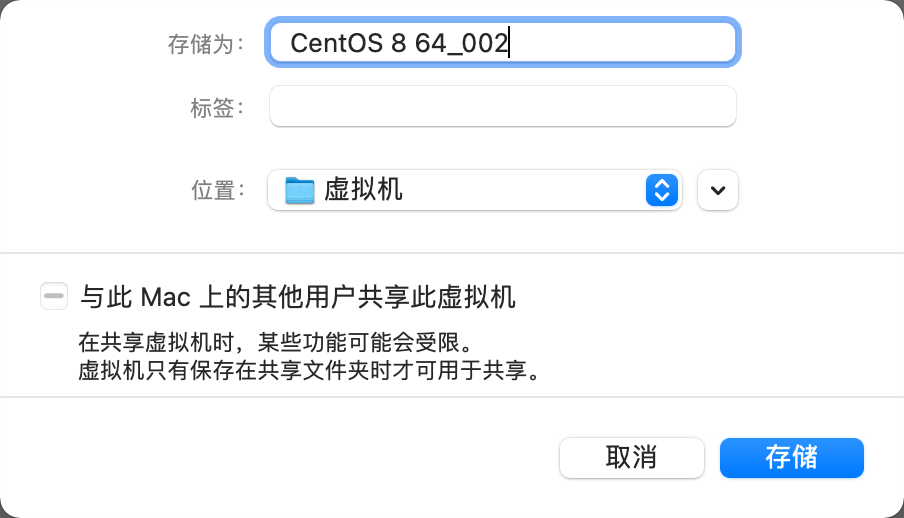 存储为：
CentOS 8 64_002
标签：
位置：
虚拟机
与此 Mac 上的其他用户共享此虚拟机
在共享虚拟机时，某些功能可能会受限。
虚拟机只有保存在共享文件夹时才可用于共享。
取消
存储